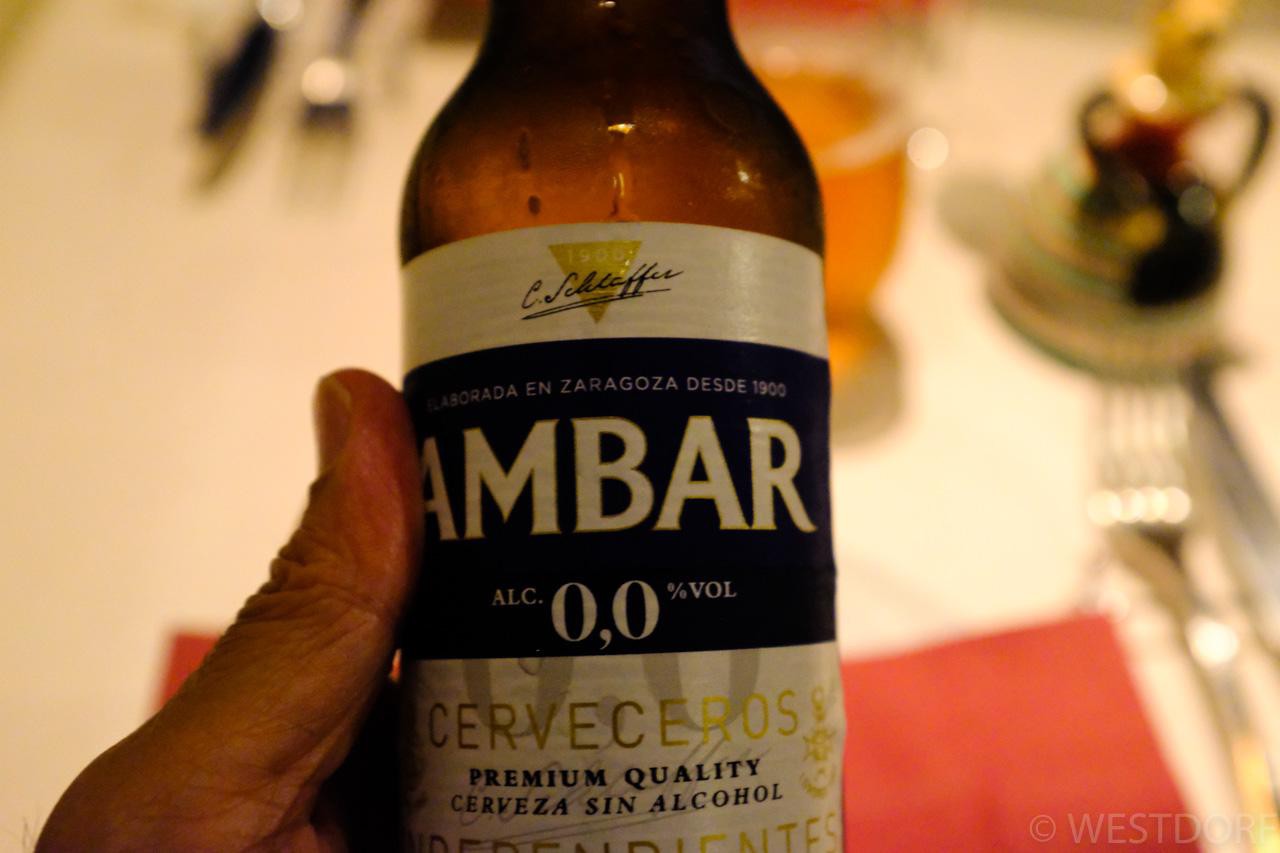 1900
C. Schlaffer
ELABORADA EN ZARAGOZA DESDE 1900
AMBAR
ALC. 0,0 %VOL
CERVECEROS
PREMIUM QUALITY
CERVEZA SIN ALCOHOL
INDEPENDIENTES
© WESTDORF